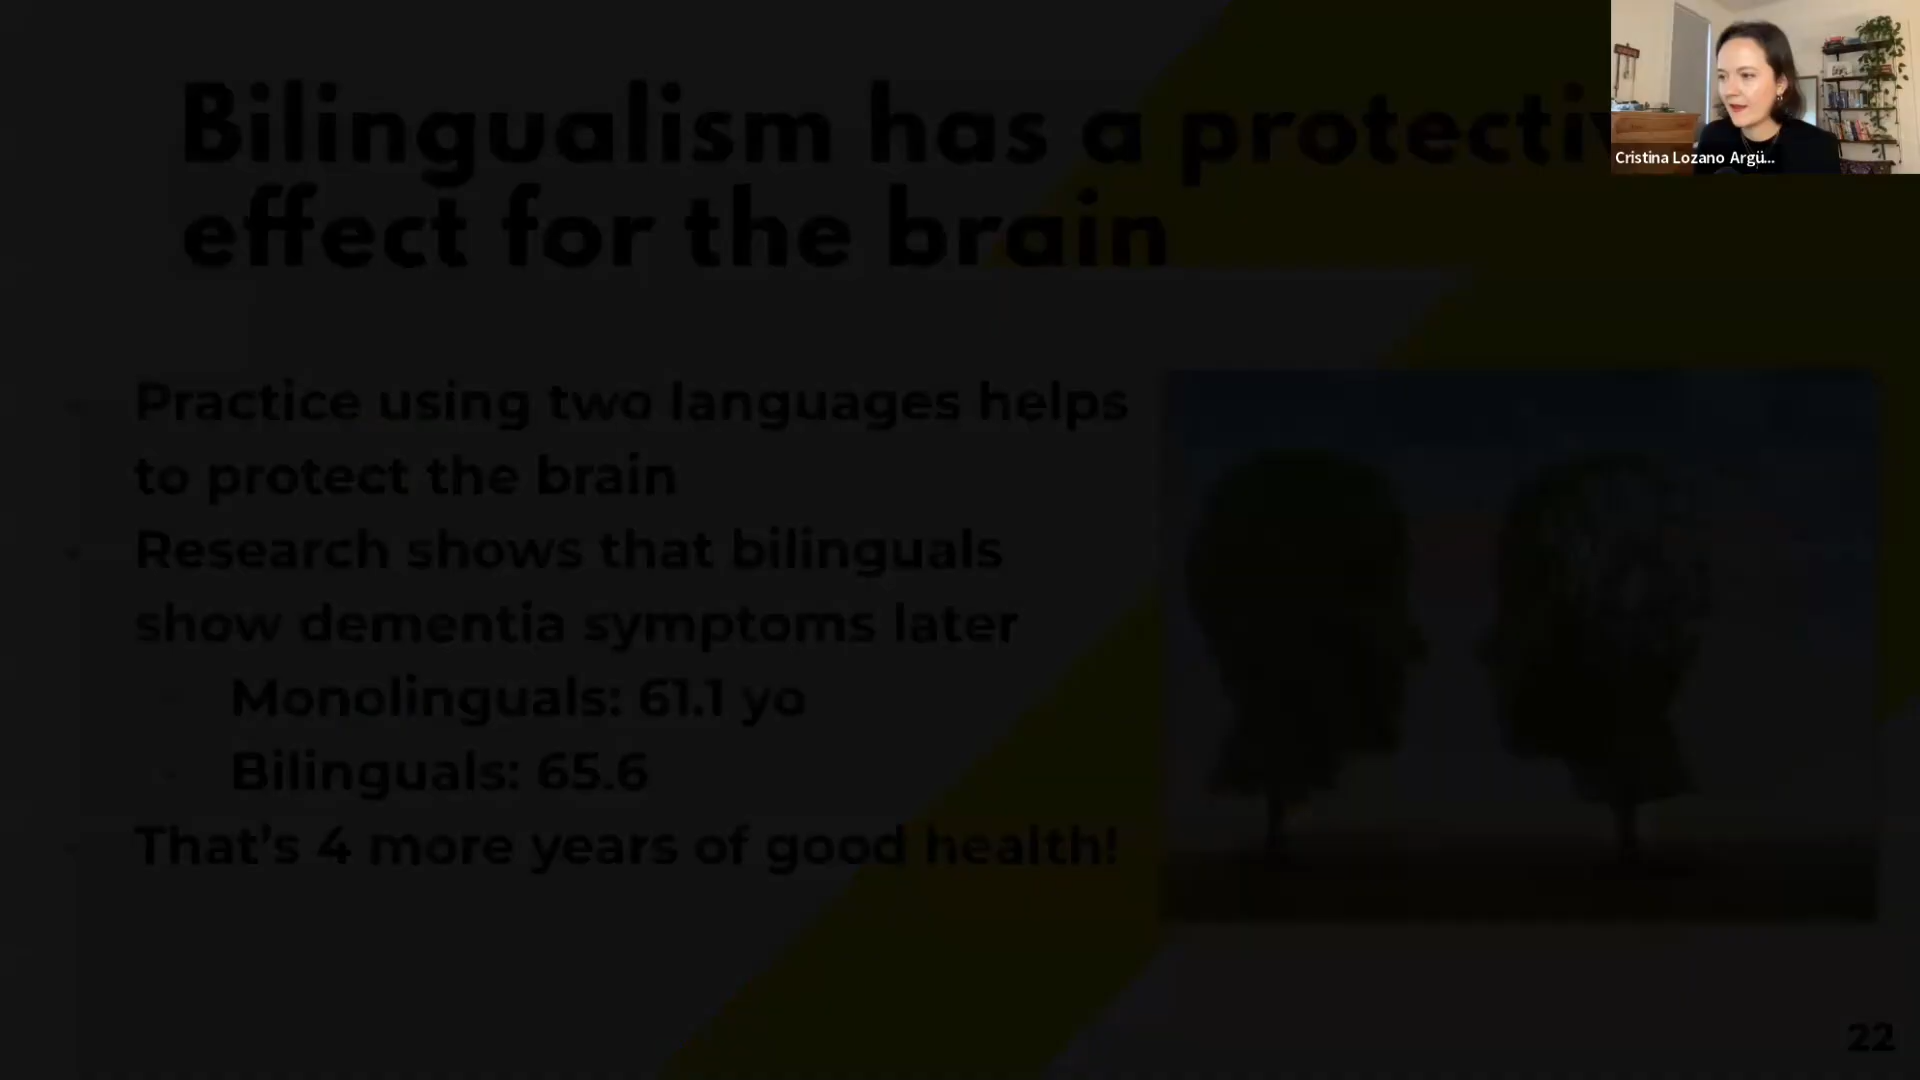 Bilingualism has a protectiv
effect for the brain
Practice using two languages helps
to protect the brain
Research shows that bilinguals
show dementia symptoms later
Monolinguals: 61.1 yo
Bilinguals: 65.6
That's 4 more years of good health!
22
Cristina Lozano Argü...